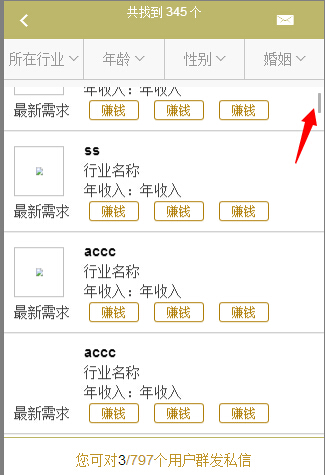 共找到 345 个
所在行业 年龄 性别 婚姻
年收入：年收入
最新需求 赚钱 赚钱 赚钱
ss
行业名称
年收入：年收入
最新需求 赚钱 赚钱 赚钱
accc
行业名称
年收入：年收入
最新需求 赚钱 赚钱 赚钱
accc
行业名称
年收入：年收入
最新需求 赚钱 赚钱 赚钱
您可对3/797个用户群发私信